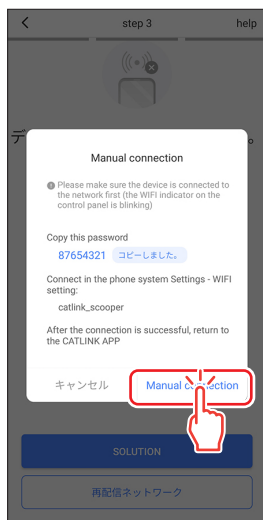 step 3
help
デ
。
Manual connection
Please make sure the device is connected to
the network first (the WIFI indicator on the
control panel is blinking)
Copy this password
87654321 コピーしました。
Connect in the phone system Settings - WIFI
setting:
catlink_scooper
After the connection is successful, return to
the CATLINK APP
キャンセル Manual connection
SOLUTION
再配信ネットワーク